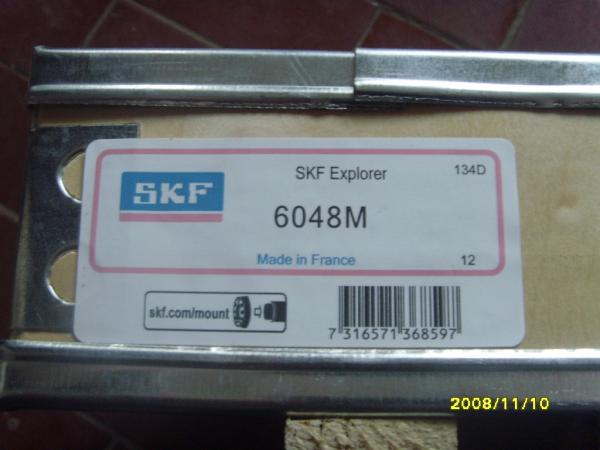 SKF Explorer
134D
SKF
6048M
Made in France
12
skf.com/mount
7 316571 368597
2008/11/10